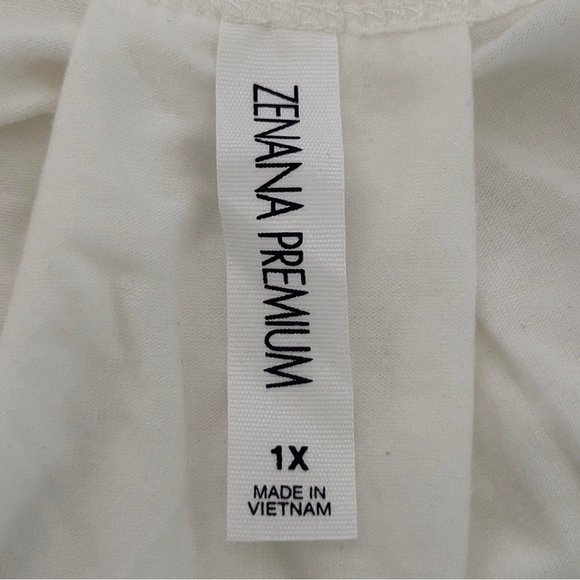 ZENANA PREMIUM
1X
MADE IN
VIETNAM